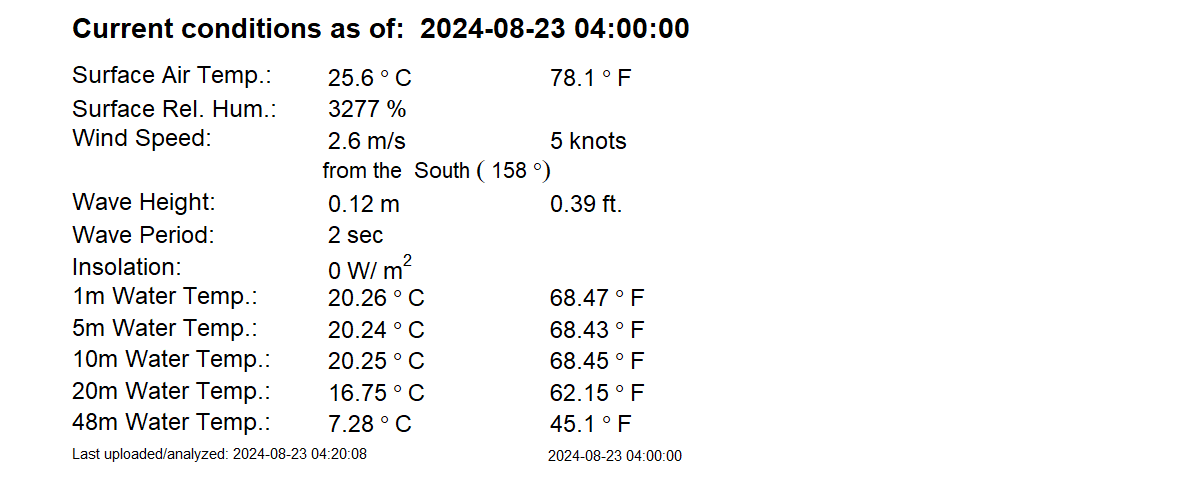 Current conditions as of: 2024-08-23 04:00:00
Surface Air Temp.: 25.6 ° C 78.1 ° F
Surface Rel. Hum.: 3277 %
Wind Speed: 2.6 m/s 5 knots
from the South ( 158 °)
Wave Height: 0.12 m 0.39 ft.
Wave Period: 2 sec
Insolation: 0 W/ m²
1m Water Temp.: 20.26 ° C 68.47 ° F
5m Water Temp.: 20.24 ° C 68.43 ° F
10m Water Temp.: 20.25 ° C 68.45 ° F
20m Water Temp.: 16.75 ° C 62.15 ° F
48m Water Temp.: 7.28 ° C 45.1 ° F
Last uploaded/analyzed: 2024-08-23 04:20:08 2024-08-23 04:00:00